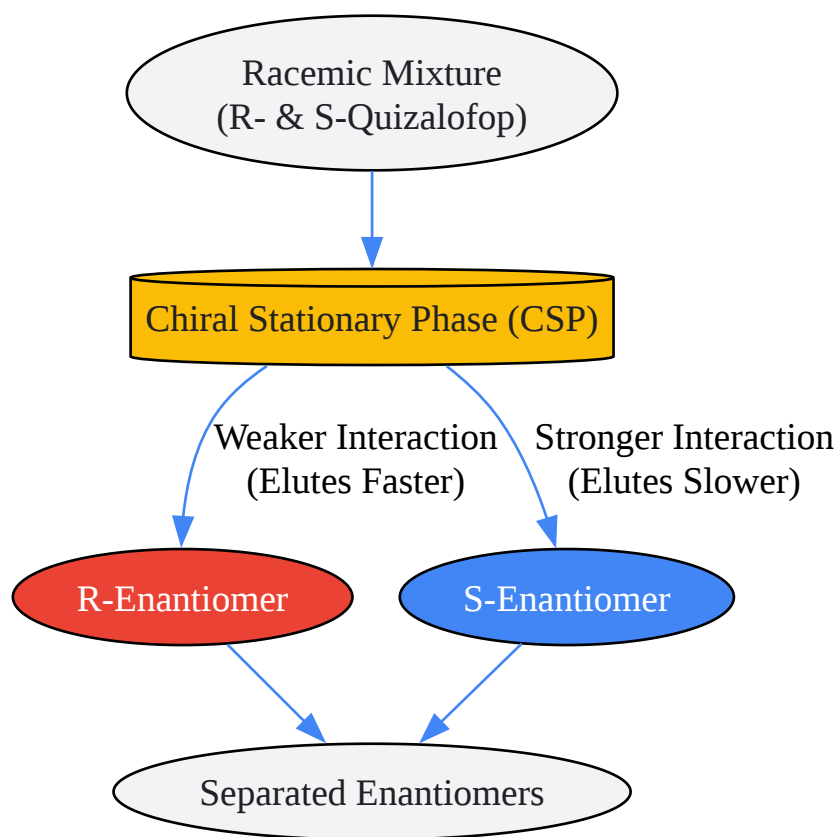 Racemic Mixture
(R- & S-Quizalofop)
Chiral Stationary Phase (CSP)
Weaker Interaction
(Elutes Faster)
Stronger Interaction
(Elutes Slower)
R-Enantiomer
S-Enantiomer
Separated Enantiomers